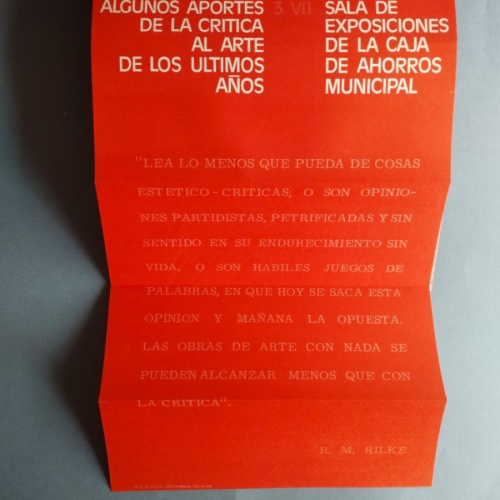 ALGUNOS APORTES
DE LA CRITICA
AL ARTE
DE LOS ULTIMOS
AÑOS
3 VII
SALA DE
EXPOSICIONES
DE LA CAJA
DE AHORROS
MUNICIPAL
"LEA LO MENOS QUE PUEDA DE COSAS
ESTETICO-CRITICAS; O SON OPINIO-
NES PARTIDISTAS, PETRIFICADAS Y SIN
SENTIDO EN SU ENDURECIMIENTO SIN
VIDA, O SON HABILES JUEGOS DE
PALABRAS, EN QUE HOY SE SACA ESTA
OPINION Y MAÑANA LA OPUESTA.
LAS OBRAS DE ARTE CON NADA SE
PUEDEN ALCANZAR MENOS QUE CON
LA CRITICA".
R. M. RILKE